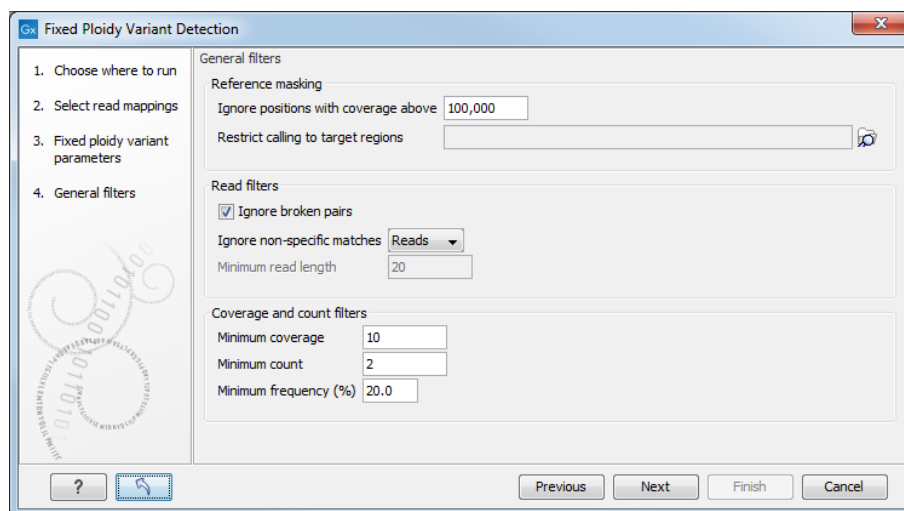 Gx Fixed Ploidy Variant Detection
x
1. Choose where to run
2. Select read mappings
3. Fixed ploidy variant
parameters
4. General filters
General filters
Reference masking
Ignore positions with coverage above 100,000
Restrict calling to target regions
Read filters
Ignore broken pairs
Ignore non-specific matches Reads
Minimum read length 20
Coverage and count filters
Minimum coverage 10
Minimum count 2
Minimum frequency (%) 20.0
? Previous Next Finish Cancel